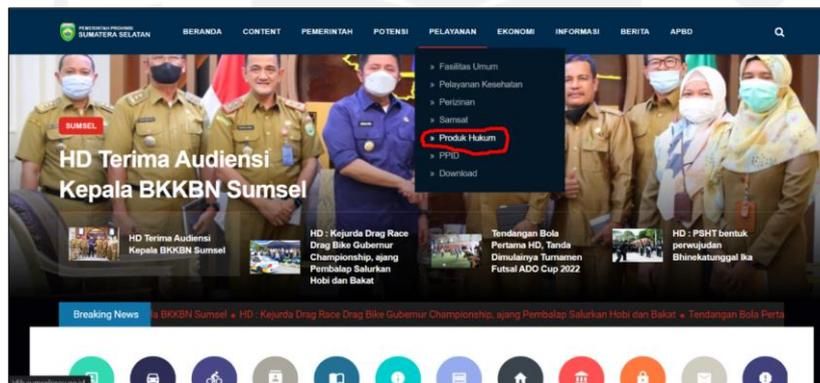 PEMERINTAH PROVINSI
SUMATERA SELATAN
BERANDA CONTENT PEMERINTAH POTENSI PELAYANAN EKONOMI INFORMASI BERITA APBD
» Fasilitas Umum
» Pelayanan Kesehatan
» Perizinan
» Samsat
» Produk Hukum
» PPID
» Download
SUMSEL
HD Terima Audiensi
Kepala BKKBN Sumsel
HD Terima Audiensi
Kepala BKKBN Sumsel
HD : Kejurda Drag Race
Drag Bike Gubernur
Championship, ajang
Pembalap Salurkan
Hobi dan Bakat
Tendangan Bola
Pertama HD, Tanda
Dimulainya Turnamen
Futsal ADO Cup 2022
HD : PSHT bentuk
perwujudan
Bhinekatunggal Ika
Breaking News la BKKBN Sumsel • HD : Kejurda Drag Race Drag Bike Gubernur Championship, ajang Pembalap Salurkan Hobi dan Bakat • Tendangan Bola Perta